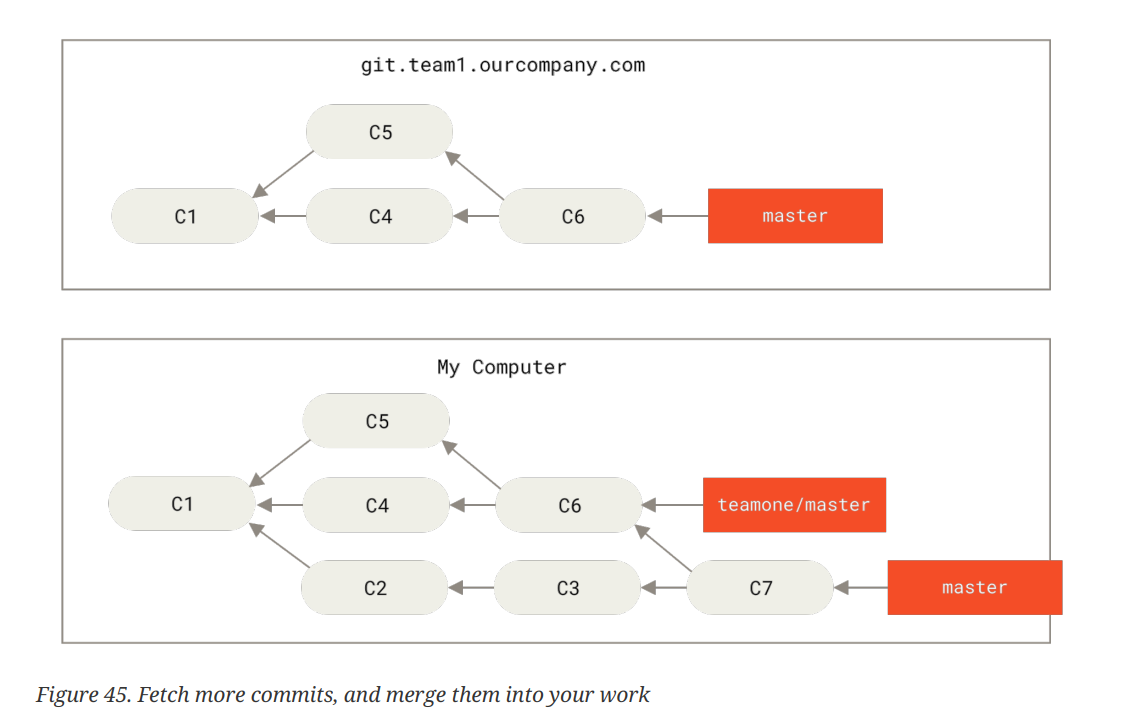 git.team1.ourcompany.com
C5
C1
C4
C6
master
My Computer
C5
C1
C4
C6
teamone/master
C2
C3
C7
master
Figure 45. Fetch more commits, and merge them into your work